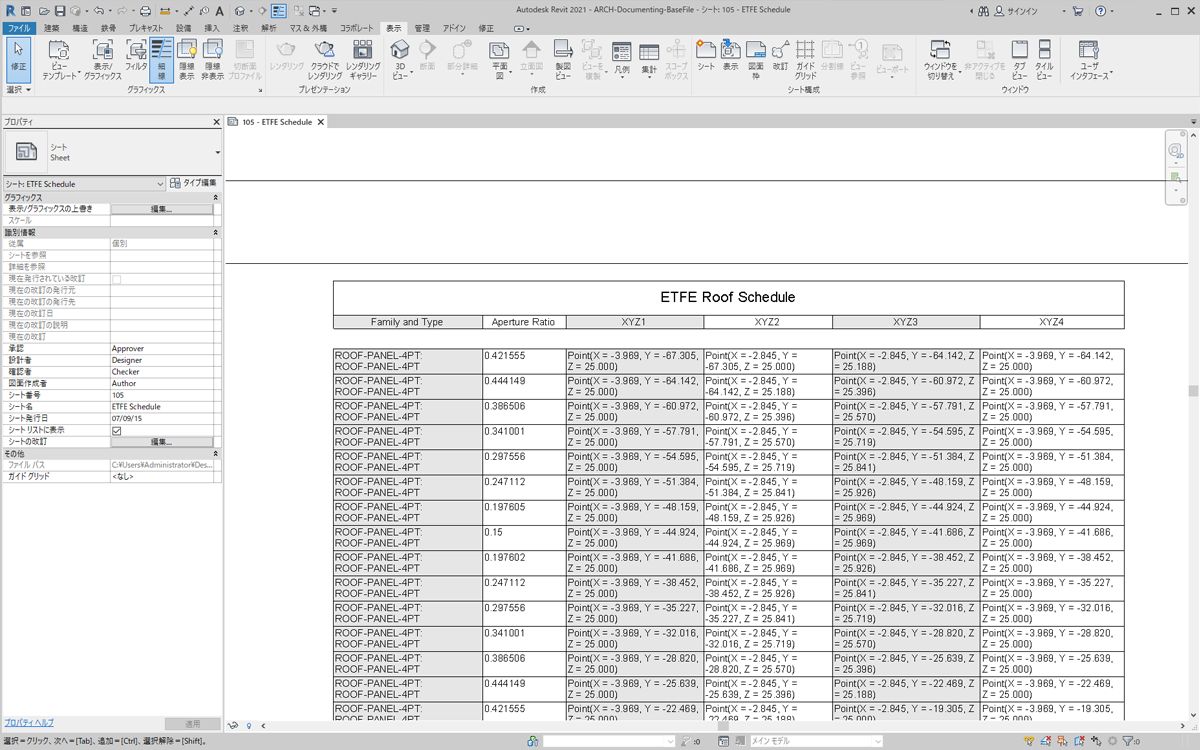 Autodesk Revit 2021 - ARCH-Documenting-BaseFile - シート: 105 - ETFE Schedule
サインイン
ファイル 建築 構造 鉄骨 プレキャスト 設備 挿入 注釈 解析 マス & 外構 コラボレート 表示 管理 アドイン 修正
修正
ビュー テンプレート
表示/ グラフィックス
フィルタ
細線
隠線 表示
隠線 非表示
切断面 プロファイル
レンダリング
クラウドで レンダリング
レンダリング ギャラリー
3D ビュー
断面
部分詳細
平面図
立面図
製図 ビュー
ビューを 複製
凡例
集計
スコープ ボックス
シート
表示
図面 枠
改訂
ガイド グリッド
分割線
ビュー 参照
ビューポート
ウィンドウを 切り替え
非アクティブを 閉じる
タブ ビュー
タイル ビュー
ユーザ インタフェース
選択 グラフィックス プレゼンテーション 作成 シート構成 ウィンドウ
プロパティ
105 - ETFE Schedule
シート
Sheet
シート: ETFE Schedule タイプ編集
グラフィックス
表示/グラフィックスの上書き 編集...
スケール
識別情報
従属 個別
シートを参照
詳細を参照
現在発行されている改訂
現在の改訂の発行元
現在の改訂の発行先
現在の改訂日
現在の改訂の説明
現在の改訂
承認 Approver
設計者 Designer
確認者 Checker
図面作成者 Author
シート番号 105
シート名 ETFE Schedule
シート発行日 07/09/15
シート リストに表示
シートの改訂 編集...
その他
ファイル パス C:¥Users¥Administrator¥Des...
ガイド グリッド <なし>
プロパティ ヘルプ 適用
ETFE Roof Schedule
Family and Type Aperture Ratio XYZ1 XYZ2 XYZ3 XYZ4
ROOF-PANEL-4PT: 0.421555 Point(X = -3.969, Y = -67.305, Point(X = -2.845, Y = Point(X = -2.845, Y = -64.142, Z Point(X = -3.969, Y = -64.142,
ROOF-PANEL-4PT Z = 25.000) -67.305, Z = 25.000) = 25.188) Z = 25.000)
ROOF-PANEL-4PT: 0.444149 Point(X = -3.969, Y = -64.142, Point(X = -2.845, Y = Point(X = -2.845, Y = -60.972, Z Point(X = -3.969, Y = -60.972,
ROOF-PANEL-4PT Z = 25.000) -64.142, Z = 25.188) = 25.396) Z = 25.000)
ROOF-PANEL-4PT: 0.386506 Point(X = -3.969, Y = -60.972, Point(X = -2.845, Y = Point(X = -2.845, Y = -57.791, Z Point(X = -3.969, Y = -57.791,
ROOF-PANEL-4PT Z = 25.000) -60.972, Z = 25.396) = 25.570) Z = 25.000)
ROOF-PANEL-4PT: 0.341001 Point(X = -3.969, Y = -57.791, Point(X = -2.845, Y = Point(X = -2.845, Y = -54.595, Z Point(X = -3.969, Y = -54.595,
ROOF-PANEL-4PT Z = 25.000) -57.791, Z = 25.570) = 25.719) Z = 25.000)
ROOF-PANEL-4PT: 0.297556 Point(X = -3.969, Y = -54.595, Point(X = -2.845, Y = Point(X = -2.845, Y = -51.384, Z Point(X = -3.969, Y = -51.384,
ROOF-PANEL-4PT Z = 25.000) -54.595, Z = 25.719) = 25.841) Z = 25.000)
ROOF-PANEL-4PT: 0.247112 Point(X = -3.969, Y = -51.384, Point(X = -2.845, Y = Point(X = -2.845, Y = -48.159, Z Point(X = -3.969, Y = -48.159,
ROOF-PANEL-4PT Z = 25.000) -51.384, Z = 25.841) = 25.926) Z = 25.000)
ROOF-PANEL-4PT: 0.197605 Point(X = -3.969, Y = -48.159, Point(X = -2.845, Y = Point(X = -2.845, Y = -44.924, Z Point(X = -3.969, Y = -44.924,
ROOF-PANEL-4PT Z = 25.000) -48.159, Z = 25.926) = 25.969) Z = 25.000)
ROOF-PANEL-4PT: 0.15 Point(X = -3.969, Y = -44.924, Point(X = -2.845, Y = Point(X = -2.845, Y = -41.686, Z Point(X = -3.969, Y = -41.686,
ROOF-PANEL-4PT Z = 25.000) -44.924, Z = 25.969) = 25.969) Z = 25.000)
ROOF-PANEL-4PT: 0.197602 Point(X = -3.969, Y = -41.686, Point(X = -2.845, Y = Point(X = -2.845, Y = -38.452, Z Point(X = -3.969, Y = -38.452,
ROOF-PANEL-4PT Z = 25.000) -41.686, Z = 25.969) = 25.926) Z = 25.000)
ROOF-PANEL-4PT: 0.247112 Point(X = -3.969, Y = -38.452, Point(X = -2.845, Y = Point(X = -2.845, Y = -35.227, Z Point(X = -3.969, Y = -35.227,
ROOF-PANEL-4PT Z = 25.000) -38.452, Z = 25.926) = 25.841) Z = 25.000)
ROOF-PANEL-4PT: 0.297556 Point(X = -3.969, Y = -35.227, Point(X = -2.845, Y = Point(X = -2.845, Y = -32.016, Z Point(X = -3.969, Y = -32.016,
ROOF-PANEL-4PT Z = 25.000) -35.227, Z = 25.841) = 25.719) Z = 25.000)
ROOF-PANEL-4PT: 0.341001 Point(X = -3.969, Y = -32.016, Point(X = -2.845, Y = Point(X = -2.845, Y = -28.820, Z Point(X = -3.969, Y = -28.820,
ROOF-PANEL-4PT Z = 25.000) -32.016, Z = 25.719) = 25.570) Z = 25.000)
ROOF-PANEL-4PT: 0.386506 Point(X = -3.969, Y = -28.820, Point(X = -2.845, Y = Point(X = -2.845, Y = -25.639, Z Point(X = -3.969, Y = -25.639,
ROOF-PANEL-4PT Z = 25.000) -28.820, Z = 25.570) = 25.396) Z = 25.000)
ROOF-PANEL-4PT: 0.444149 Point(X = -3.969, Y = -25.639, Point(X = -2.845, Y = Point(X = -2.845, Y = -22.469, Z Point(X = -3.969, Y = -22.469,
ROOF-PANEL-4PT Z = 25.000) -25.639, Z = 25.396) = 25.188) Z = 25.000)
ROOF-PANEL-4PT: 0.421555 Point(X = -3.969, Y = -22.469, Point(X = -2.845, Y = Point(X = -2.845, Y = -19.305, Z Point(X = -3.969, Y = -19.305,
ROOF-PANEL-4PT Z = 25.000) -22.469, Z = 25.188) = 25.000) Z = 25.000)
選択 = クリック、次へ = [Tab]、追加 = [Ctrl]、選択解除 = [Shift]。 :0 メイン モデル :0